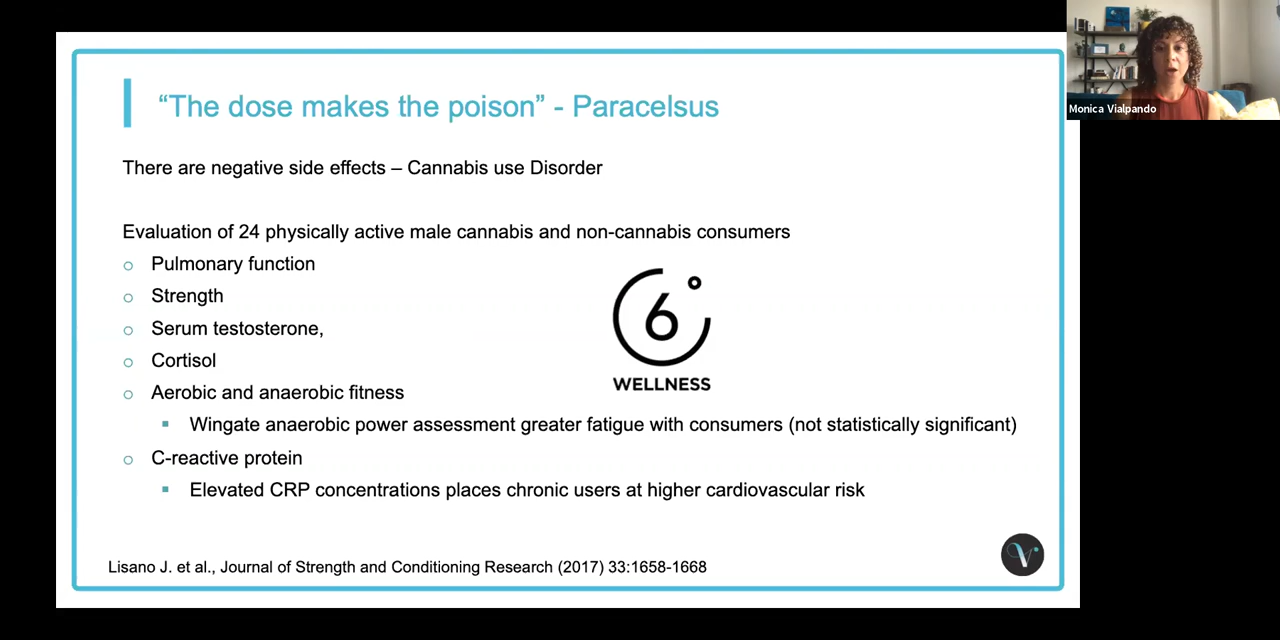 Monica Vialpando
“The dose makes the poison” - Paracelsus
There are negative side effects – Cannabis use Disorder
Evaluation of 24 physically active male cannabis and non-cannabis consumers
Pulmonary function
Strength
Serum testosterone,
Cortisol
Aerobic and anaerobic fitness
Wingate anaerobic power assessment greater fatigue with consumers (not statistically significant)
C-reactive protein
Elevated CRP concentrations places chronic users at higher cardiovascular risk
6°
WELLNESS
Lisano J. et al., Journal of Strength and Conditioning Research (2017) 33:1658-1668
V